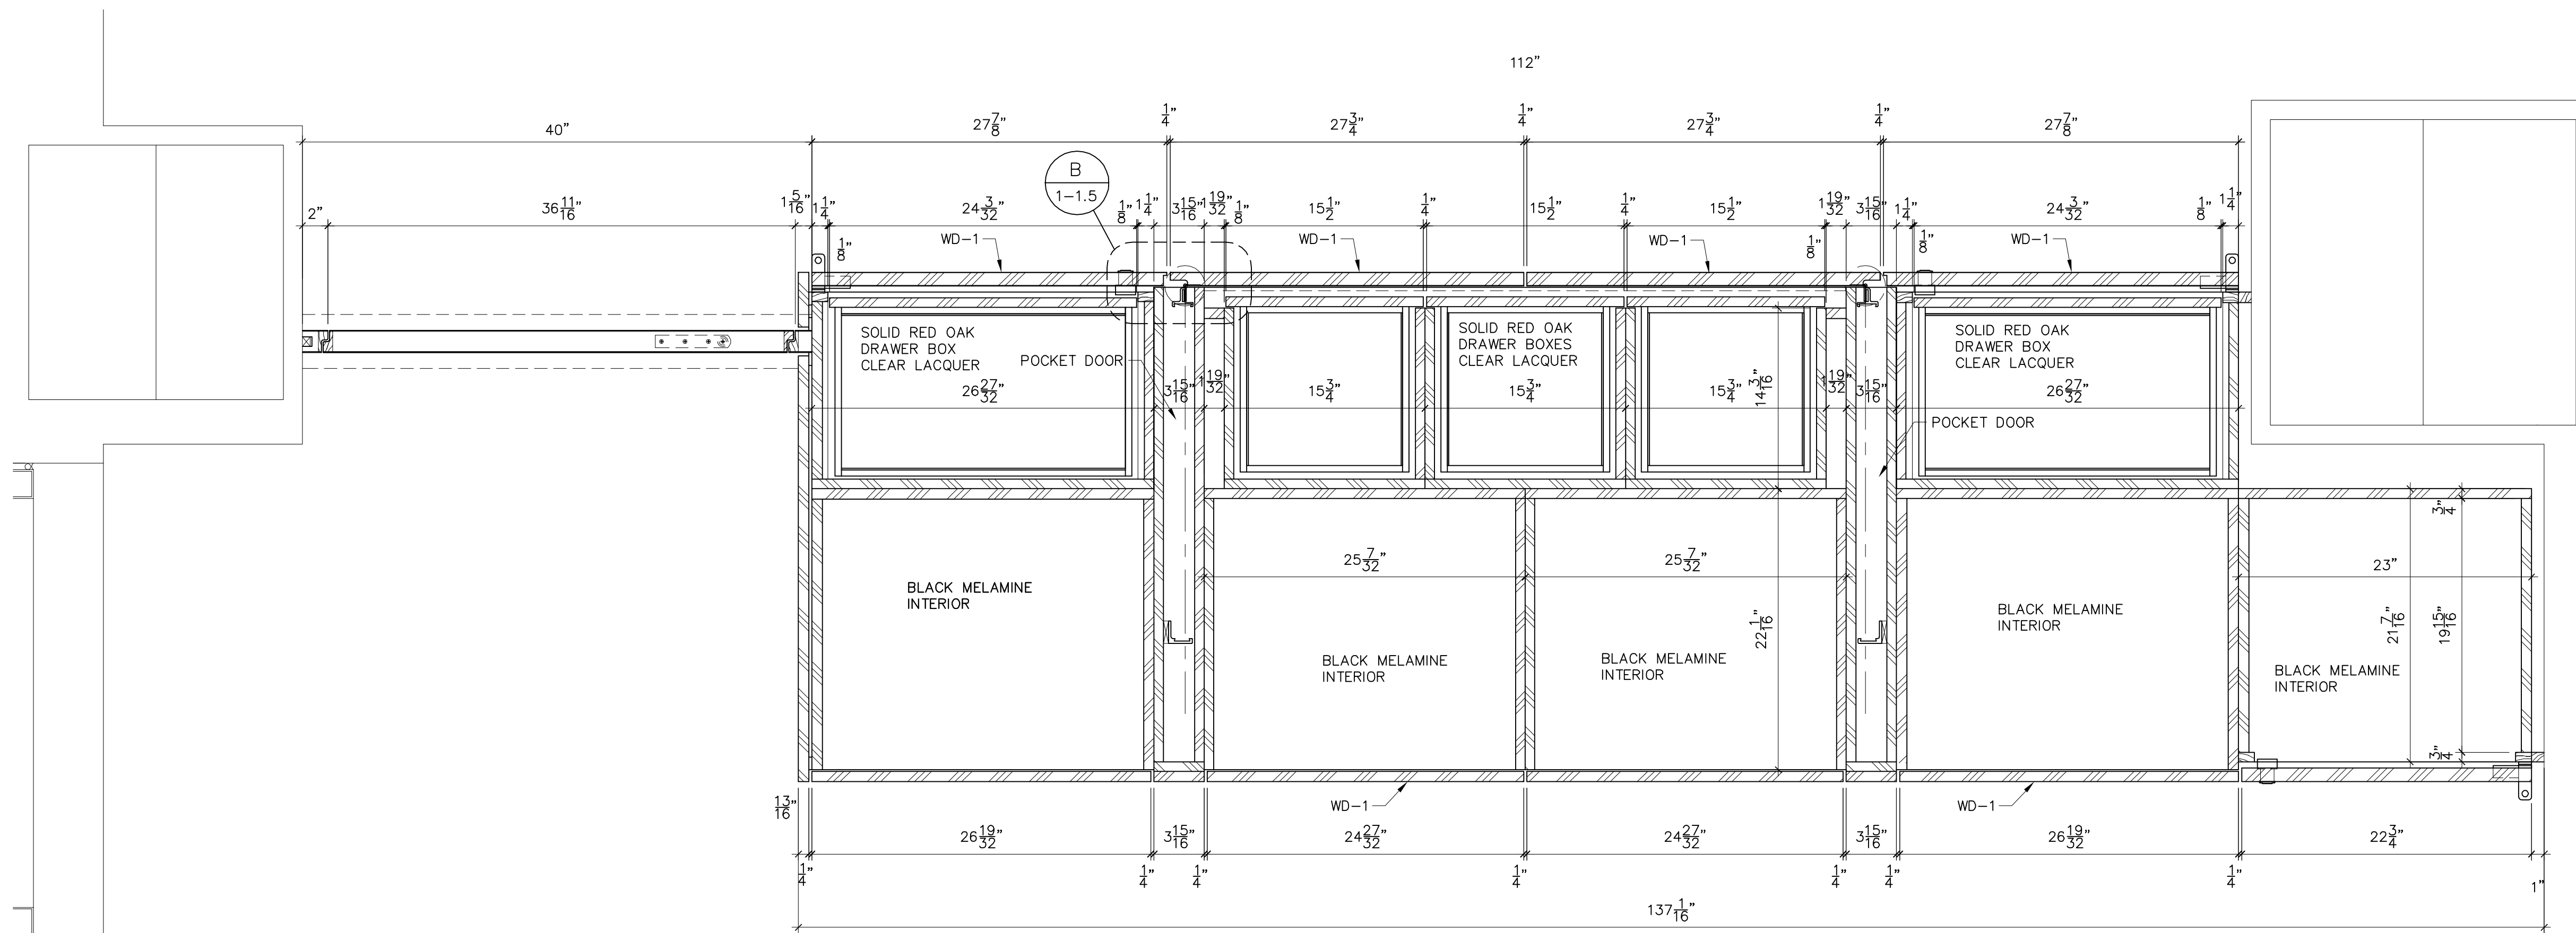 112"
40"
27 7/8"
1/4"
27 3/4"
1/4"
27 3/4"
1/4"
27 7/8"
B
1-1.5
2"
36 11/16"
1 5/16"
1 1/4"
24 3/32"
1/8"
1 1/4"
3 15/16"
1 19/32"
1/8"
15 1/2"
1/4"
15 1/2"
1/4"
15 1/2"
1 19/32"
3 15/16"
1 1/4"
24 3/32"
1/8"
1 1/4"
1/8"
WD-1
WD-1
WD-1
1/8"
1/8"
WD-1
SOLID RED OAK
DRAWER BOX
CLEAR LACQUER
POCKET DOOR
SOLID RED OAK
DRAWER BOXES
CLEAR LACQUER
SOLID RED OAK
DRAWER BOX
CLEAR LACQUER
26 27/32"
3 15/16"
1 19/32"
15 3/4"
15 3/4"
15 3/4"
14 3/16"
1 19/32"
3 15/16"
26 27/32"
POCKET DOOR
3/4"
25 7/32"
25 7/32"
23"
BLACK MELAMINE
INTERIOR
BLACK MELAMINE
INTERIOR
BLACK MELAMINE
INTERIOR
22 1/16"
BLACK MELAMINE
INTERIOR
21 7/16"
19 15/16"
BLACK MELAMINE
INTERIOR
3/4"
13/16"
WD-1
WD-1
26 19/32"
3 15/16"
24 27/32"
24 27/32"
3 15/16"
26 19/32"
22 3/4"
1/4"
1/4"
1/4"
1/4"
1/4"
1/4"
1/4"
1"
137 1/16"